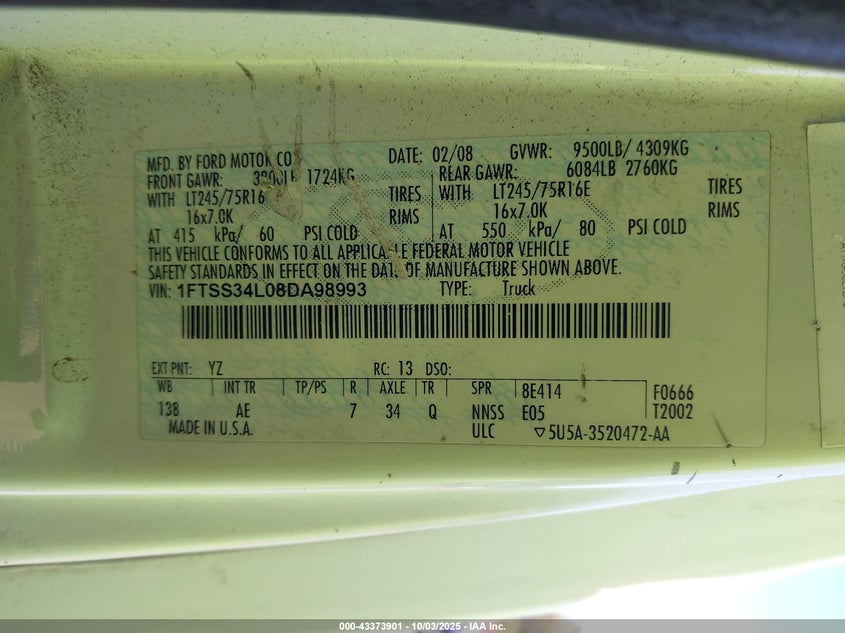 MFD. BY FORD MOTOR CO
DATE: 02/08 GVWR: 9500LB/ 4309KG
FRONT GAWR: 1724KG REAR GAWR: 6084LB 2760KG
WITH LT245/75R16 TIRES WITH LT245/75R16E TIRES
16x7.0K RIMS 16x7.0K RIMS
AT 415 kPa/ 60 PSI COLD AT 550 kPa/ 80 PSI COLD
THIS VEHICLE CONFORMS TO ALL FEDERAL MOTOR VEHICLE
SAFETY STANDARDS IN EFFECT ON THE OF MANUFACTURE SHOWN ABOVE.
VIN: 1FTSS34L08DA98993 TYPE: Truck
EXT PNT: YZ RC: 13 DSO:
WB INT TR TP/PS R AXLE TR SPR 8E414 F0666
138 AE 7 34 Q NNSS E05 T2002
MADE IN U.S.A. ULC ▽5U5A-3520472-AA
000-43373901 - 10/03/2025 - IAA Inc.